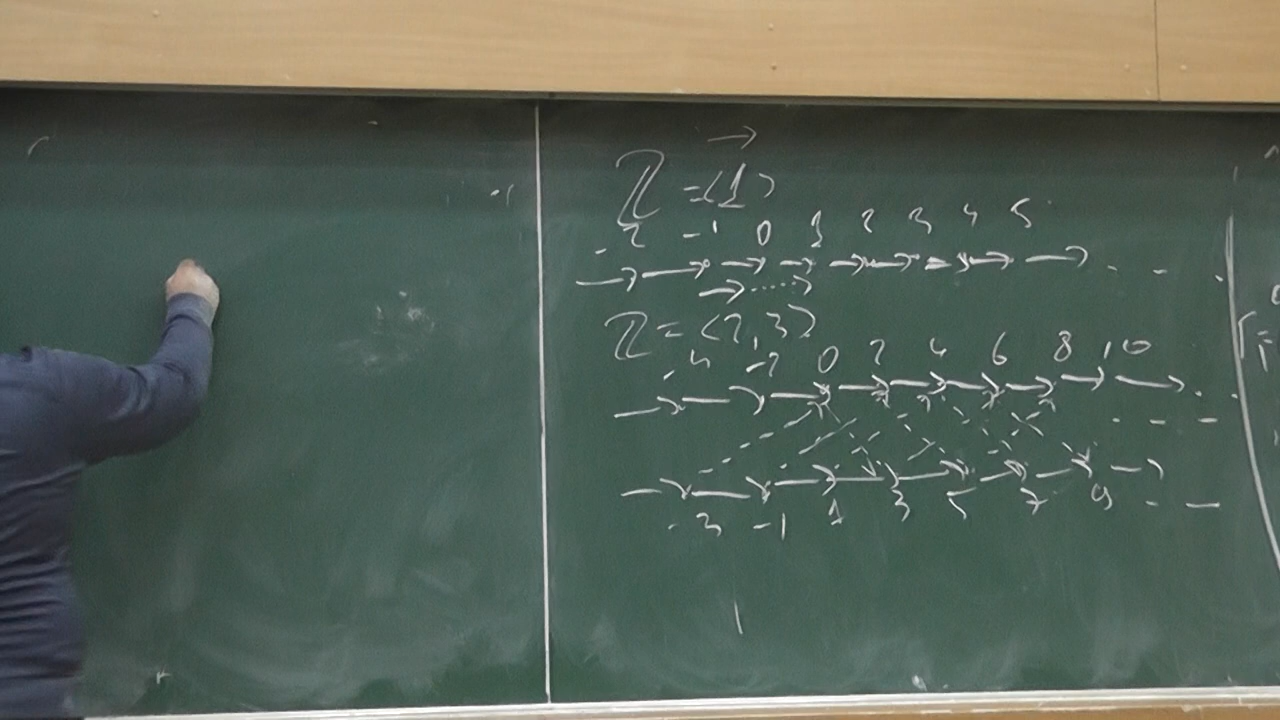 ℤ = ⟨1⟩
-2 -1 0 1 2 3 4 5
ℤ = ⟨2, 3⟩
-4 -2 0 2 4 6 8 10
-3 -1 1 3 5 7 9